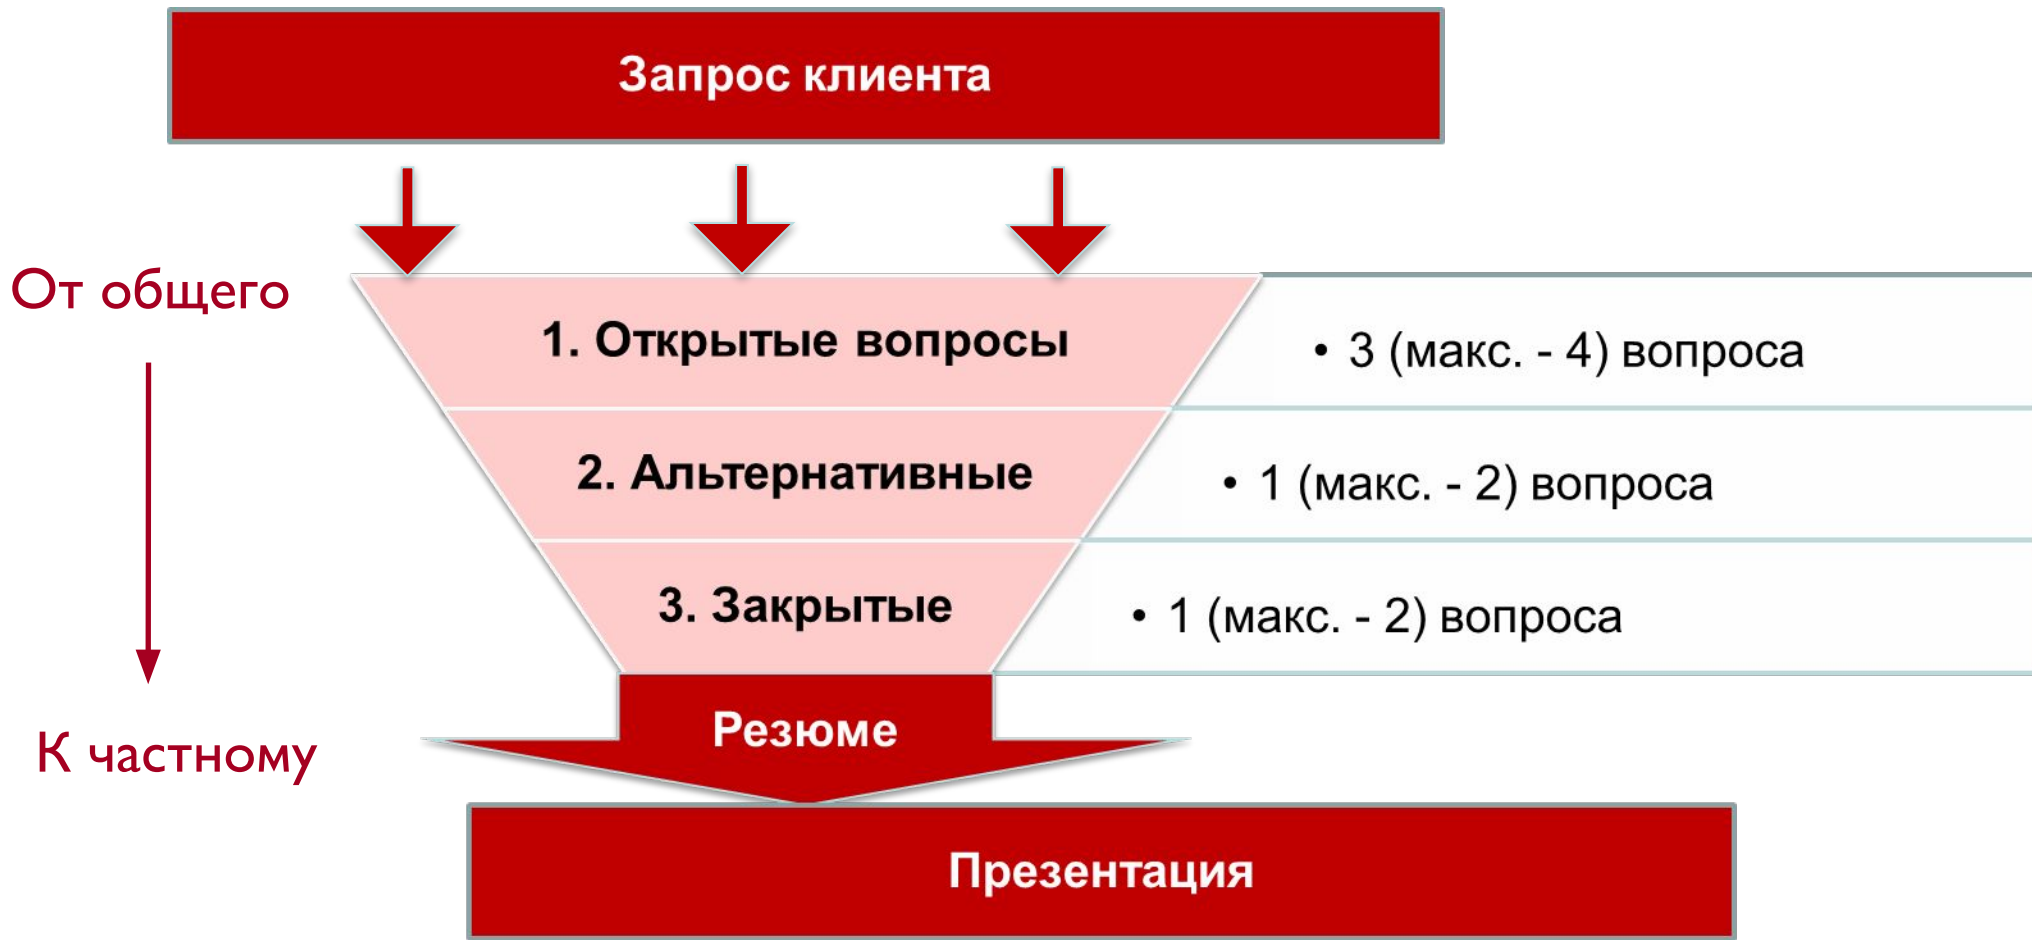 Запрос клиента
От общего
1. Открытые вопросы
• 3 (макс. - 4) вопроса
2. Альтернативные
• 1 (макс. - 2) вопроса
3. Закрытые
• 1 (макс. - 2) вопроса
К частному
Резюме
Презентация